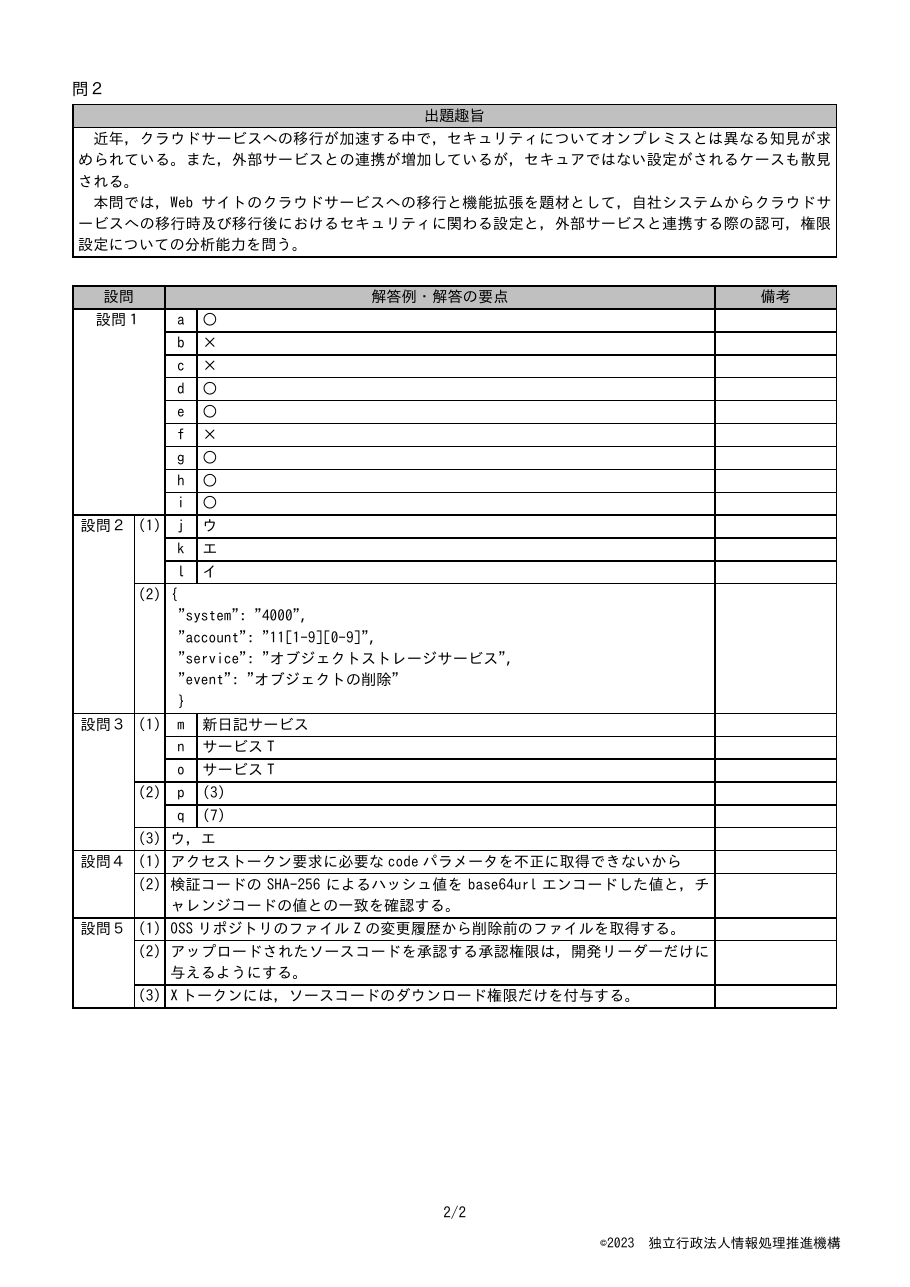 問２
出題趣旨
近年，クラウドサービスへの移行が加速する中で，セキュリティについてオンプレミスとは異なる知見が求
められている。また，外部サービスとの連携が増加しているが，セキュアではない設定がされるケースも散見
される。
本問では，Web サイトのクラウドサービスへの移行と機能拡張を題材として，自社システムからクラウドサ
ービスへの移行時及び移行後におけるセキュリティに関わる設定と，外部サービスと連携する際の認可，権限
設定についての分析能力を問う。
設問 解答例・解答の要点 備考
設問１ a ○
b ×
c ×
d ○
e ○
f ×
g ○
h ○
i ○
設問２ (1) j ウ
k エ
l イ
(2) {
"system": "4000",
"account": "11[1-9][0-9]",
"service": "オブジェクトストレージサービス",
"event": "オブジェクトの削除"
}
設問３ (1) m 新日記サービス
n サービス T
o サービス T
(2) p (3)
q (7)
(3) ウ，エ
設問４ (1) アクセストークン要求に必要な code パラメータを不正に取得できないから
(2) 検証コードの SHA-256 によるハッシュ値を base64url エンコードした値と，チ
ャレンジコードの値との一致を確認する。
設問５ (1) OSS リポジトリのファイル Z の変更履歴から削除前のファイルを取得する。
(2) アップロードされたソースコードを承認する承認権限は，開発リーダーだけに
与えるようにする。
(3) X トークンには，ソースコードのダウンロード権限だけを付与する。
2/2
©2023 独立行政法人情報処理推進機構